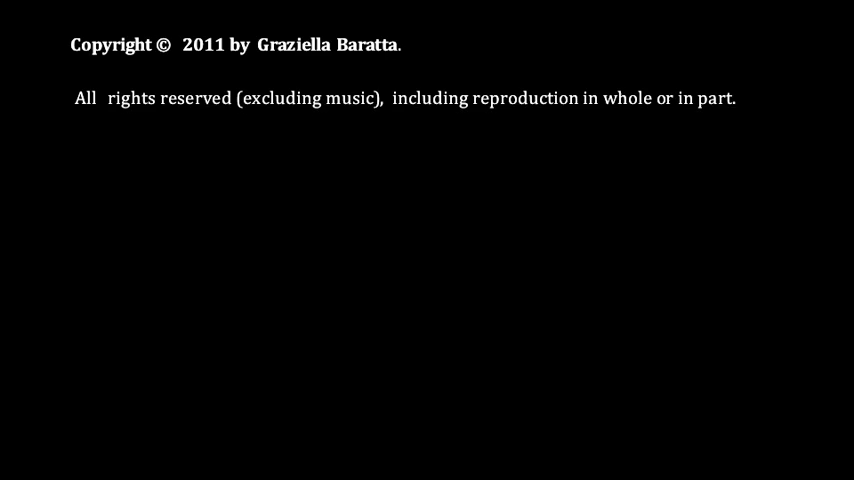 Copyright © 2011 by Graziella Baratta.
All rights reserved (excluding music), including reproduction in whole or in part.